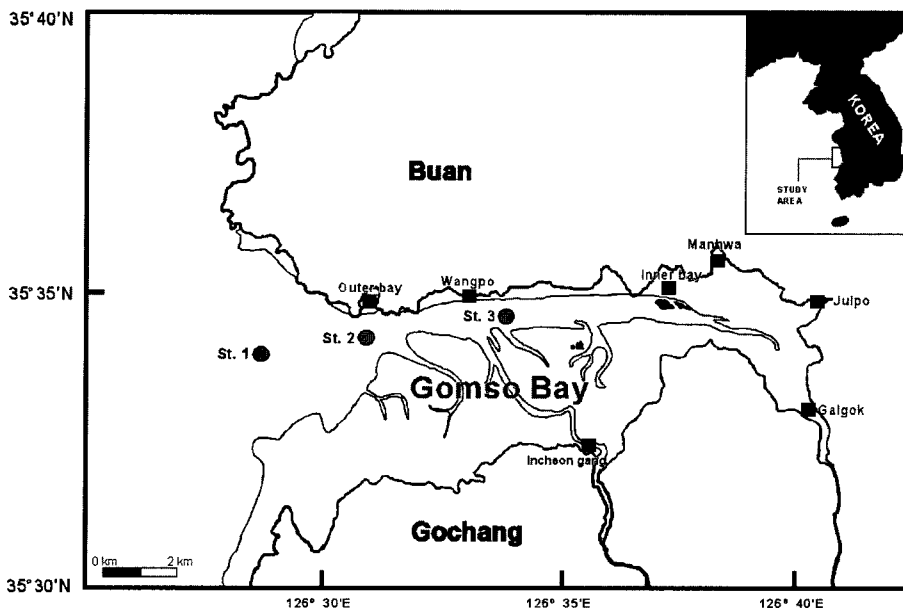 35°40'N
KOREA
STUDY
AREA
Buan
Manhwa
Inner bay
Outer bay
Wangpo
Julpo
35°35'N
St. 3
St. 2
St. 1
Gomso Bay
Galgok
Incheon gang
Gochang
0 km 2 km
35°30'N
126° 30'E 126° 35'E 126° 40'E